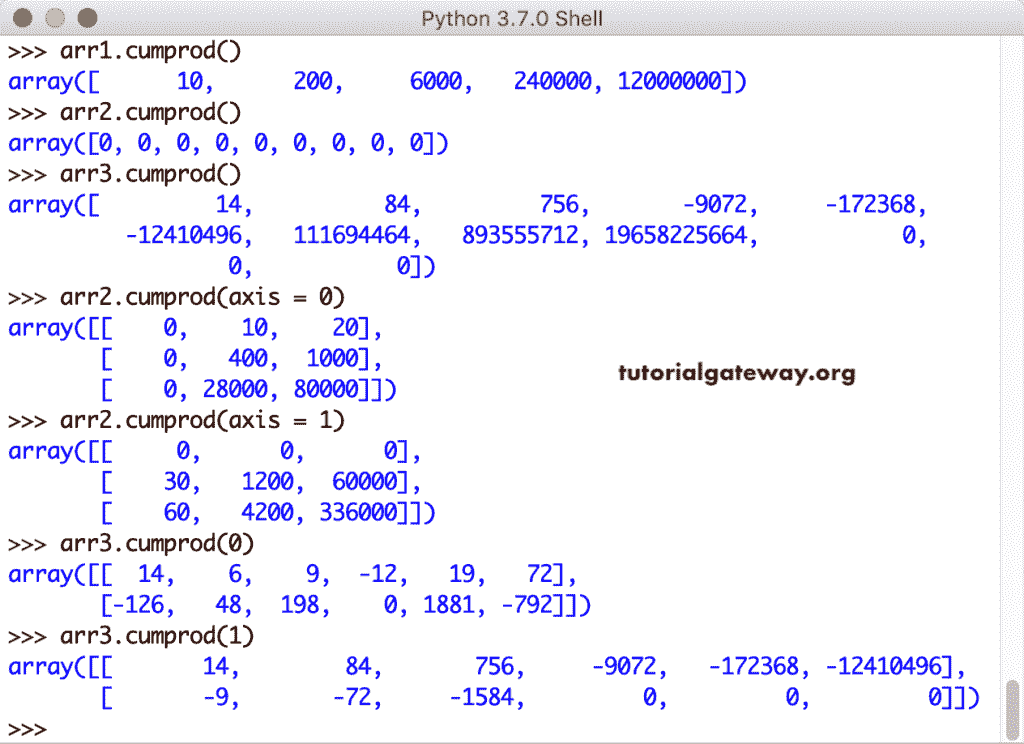 Python 3.7.0 Shell
>>> arr1.cumprod()
array([      10,      200,     6000,   240000, 12000000])
>>> arr2.cumprod()
array([0, 0, 0, 0, 0, 0, 0, 0, 0])
>>> arr3.cumprod()
array([         14,          84,         756,       -9072,     -172368,
         -12410496,   111694464,   893555712, 19658225664,           0,
                 0,           0])
>>> arr2.cumprod(axis = 0)
array([[    0,    10,    20],
       [    0,   400,  1000],
       [    0, 28000, 80000]])
tutorialgateway.org
>>> arr2.cumprod(axis = 1)
array([[     0,      0,      0],
       [    30,   1200,  60000],
       [    60,   4200, 336000]])
>>> arr3.cumprod(0)
array([[  14,    6,    9,  -12,   19,   72],
       [-126,   48,  198,    0, 1881, -792]])
>>> arr3.cumprod(1)
array([[       14,        84,       756,     -9072,   -172368, -12410496],
       [       -9,       -72,     -1584,         0,         0,         0]])
>>>